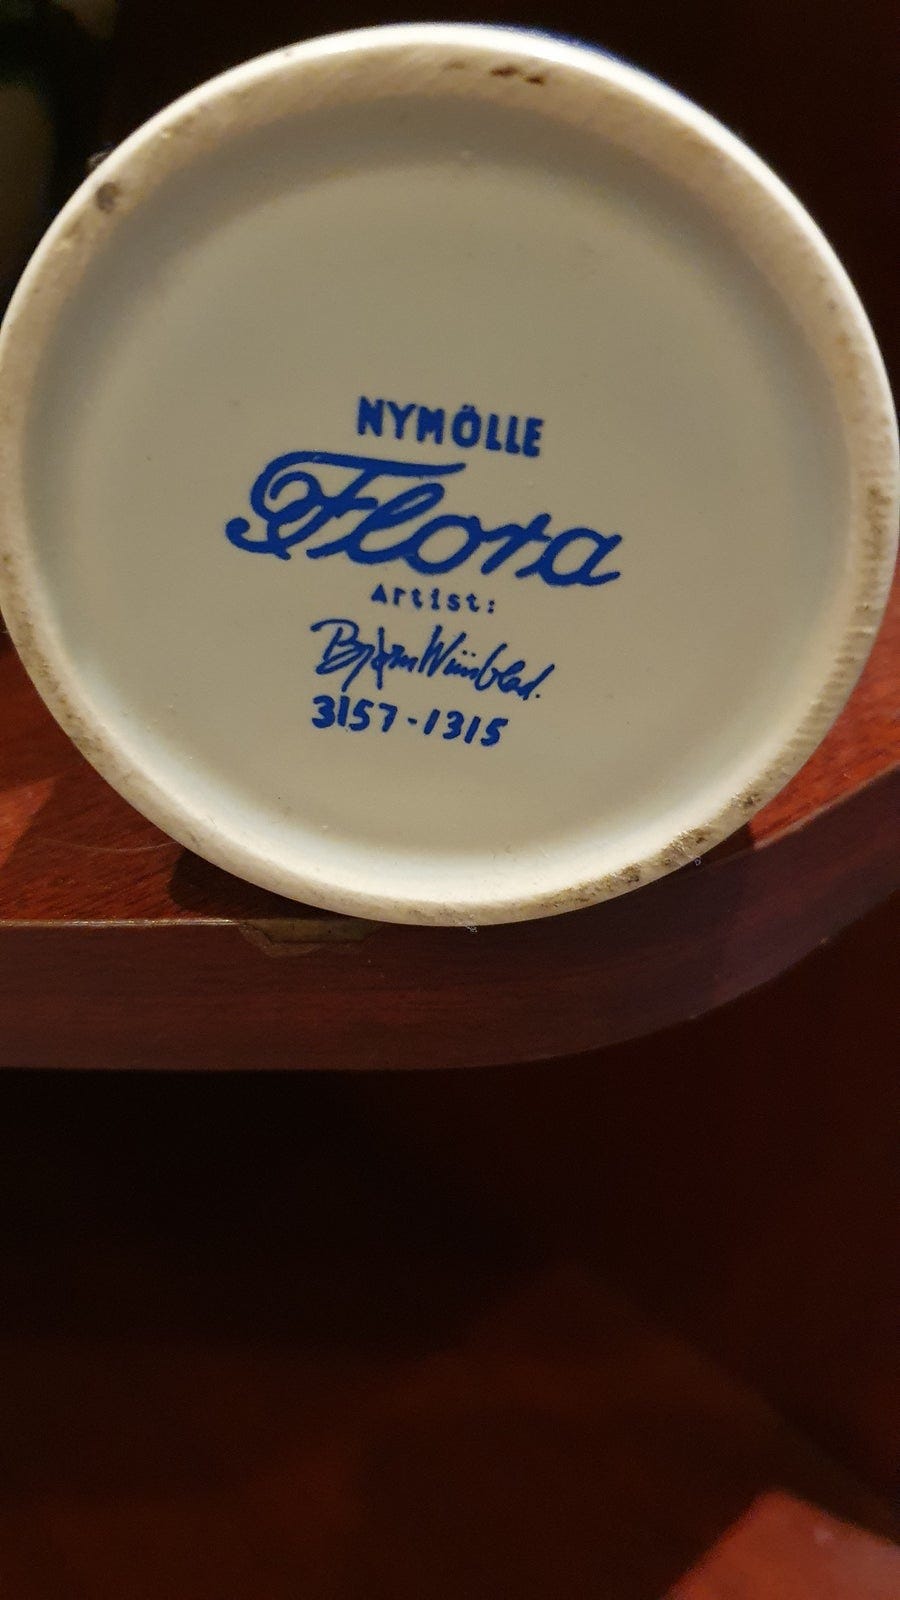 NYMÖLLE
Flora
Artist:
Bjørn Wiinblad.
3157-1315